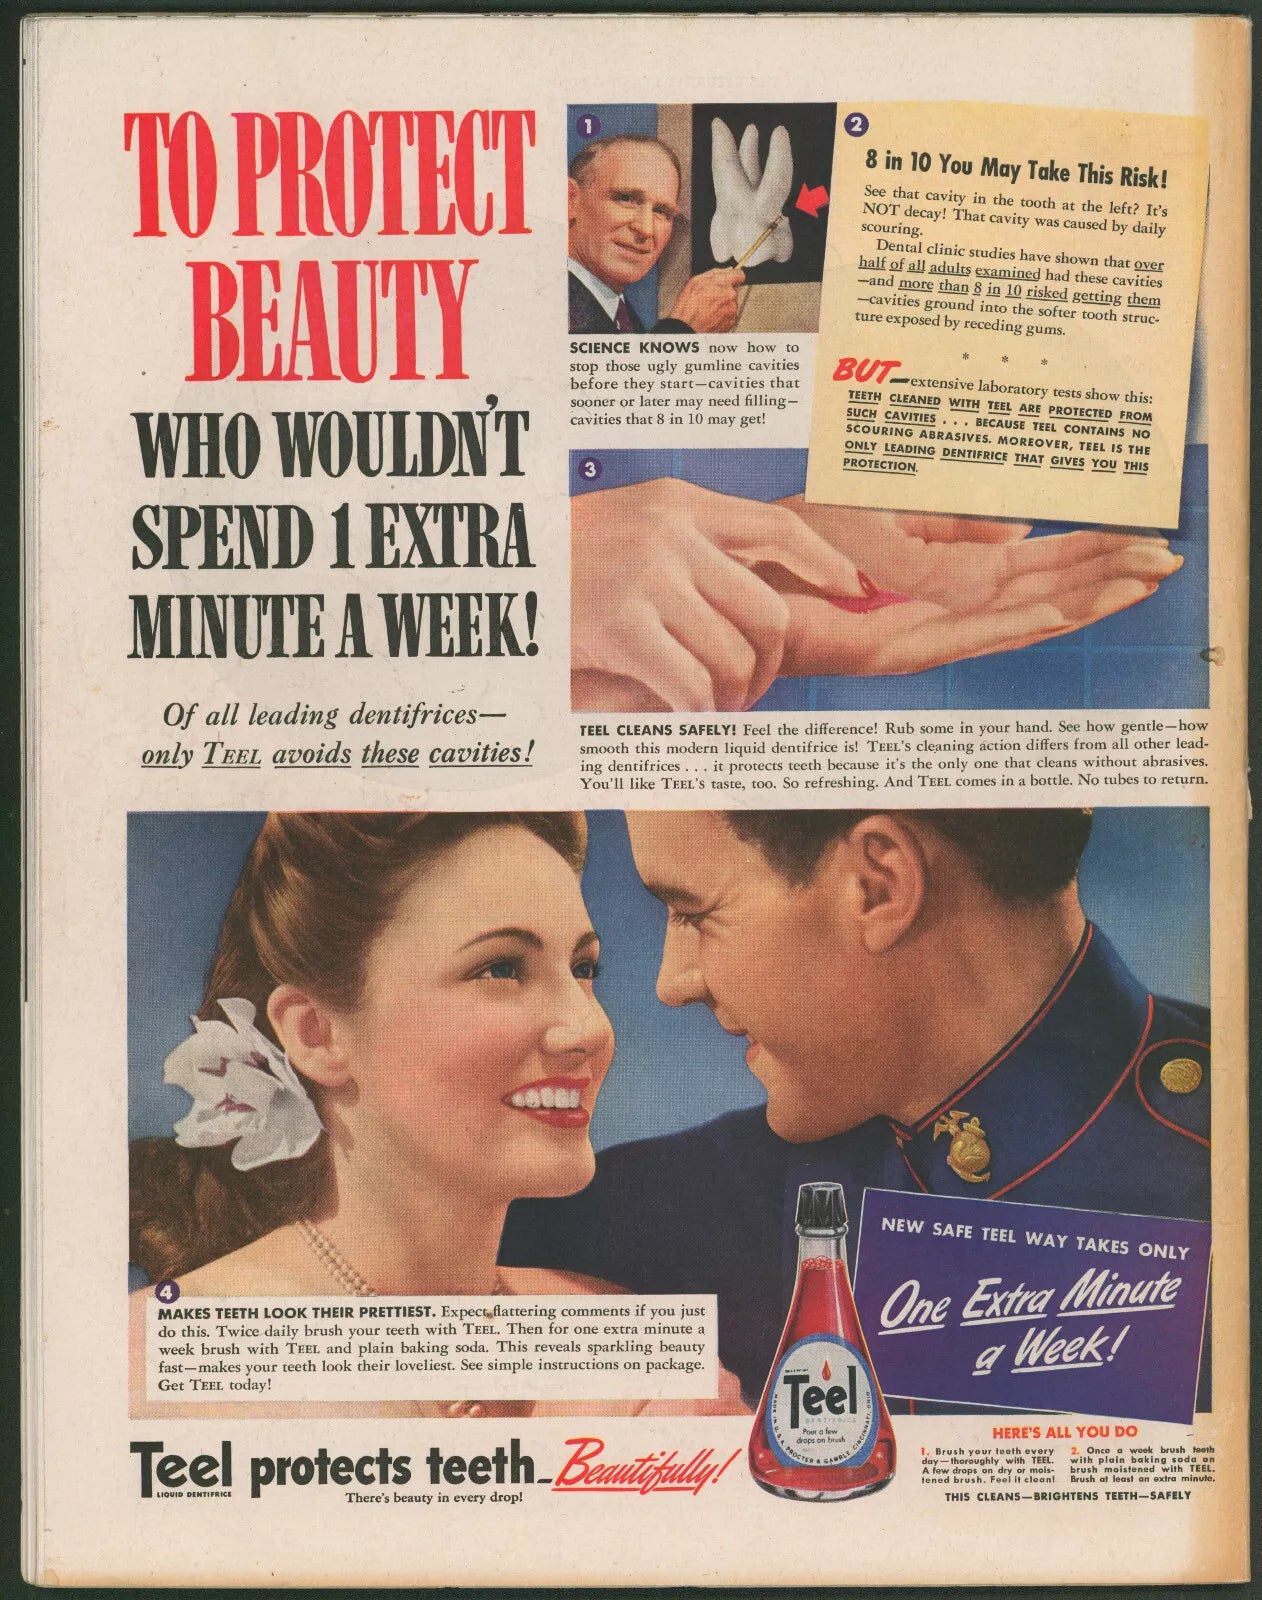 TO PROTECT
BEAUTY
WHO WOULDN'T
SPEND 1 EXTRA
MINUTE A WEEK!
Of all leading dentifrices—
only TEEL avoids these cavities!
1
SCIENCE KNOWS now how to
stop those ugly gumline cavities
before they start—cavities that
sooner or later may need filling—
cavities that 8 in 10 may get!
2
8 in 10 You May Take This Risk!
See that cavity in the tooth at the left? It's
NOT decay! That cavity was caused by daily
scouring.
Dental clinic studies have shown that over
half of all adults examined had these cavities
—and more than 8 in 10 risked getting them
—cavities ground into the softer tooth struc-
ture exposed by receding gums.
* * *
BUT—extensive laboratory tests show this:
TEETH CLEANED WITH TEEL ARE PROTECTED FROM
SUCH CAVITIES . . . BECAUSE TEEL CONTAINS NO
SCOURING ABRASIVES. MOREOVER, TEEL IS THE
ONLY LEADING DENTIFRICE THAT GIVES YOU THIS
PROTECTION.
3
TEEL CLEANS SAFELY! Feel the difference! Rub some in your hand. See how gentle—how
smooth this modern liquid dentifrice is! TEEL'S cleaning action differs from all other lead-
ing dentifrices . . . it protects teeth because it's the only one that cleans without abrasives.
You'll like TEEL'S taste, too. So refreshing. And TEEL comes in a bottle. No tubes to return.
4
MAKES TEETH LOOK THEIR PRETTIEST. Expect flattering comments if you just
do this. Twice daily brush your teeth with TEEL. Then for one extra minute a
week brush with TEEL and plain baking soda. This reveals sparkling beauty
fast—makes your teeth look their loveliest. See simple instructions on package.
Get TEEL today!
NEW SAFE TEEL WAY TAKES ONLY
One Extra Minute
a Week!
Teel
DENTIFRICE
Pour a few
drops on brush
MADE IN U.S.A. PROCTER & GAMBLE, CINCINNATI, OHIO
Teel protects teeth—Beautifully!
LIQUID DENTIFRICE
There's beauty in every drop!
HERE'S ALL YOU DO
1. Brush your teeth every
day—thoroughly with TEEL.
A few drops on dry or mois-
tened brush. Feel it clean!
2. Once a week brush teeth
with plain baking soda on
brush moistened with TEEL.
Brush at least an extra minute.
THIS CLEANS—BRIGHTENS TEETH—SAFELY